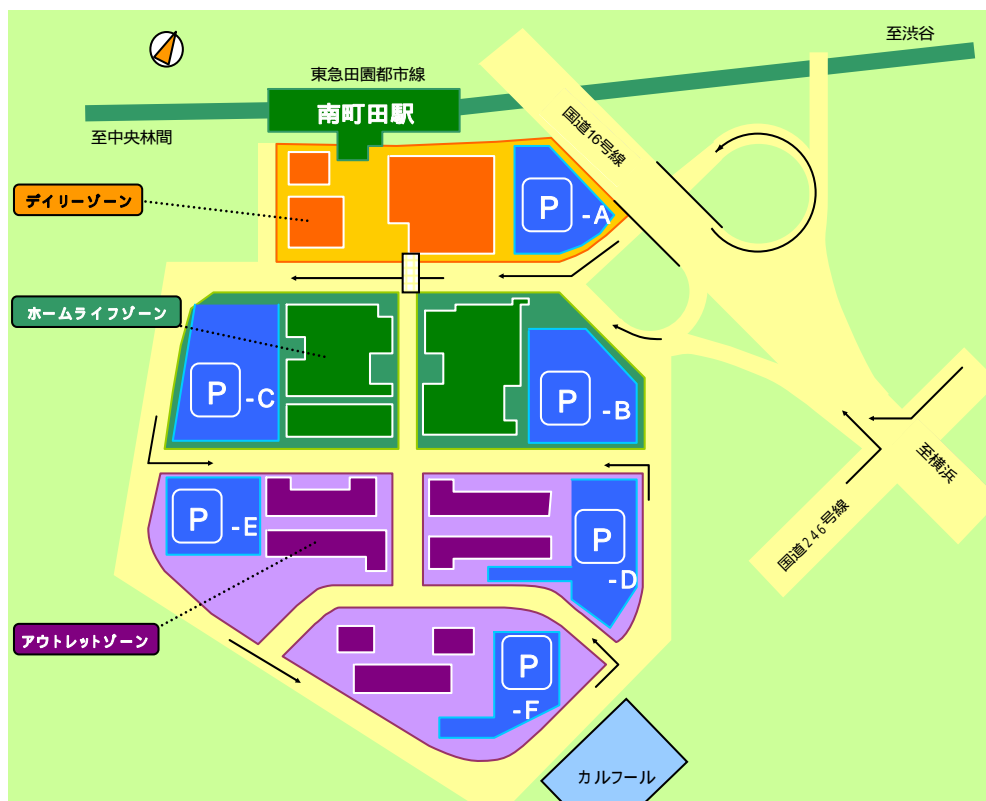 至渋谷
東急田園都市線
南町田駅
至中央林間
国道16号線
デイリーゾーン
P-A
ホームライフゾーン
P-C
P-B
至横浜
国道246号線
P-E
P-D
アウトレットゾーン
P-F
カルフール